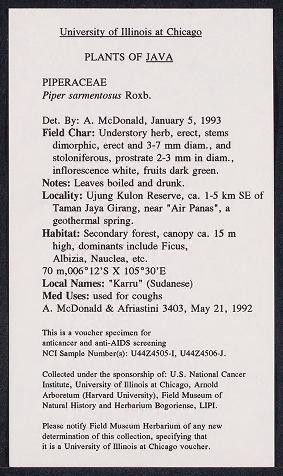 University of Illinois at Chicago
PLANTS OF JAVA
PIPERACEAE
Piper sarmentosus Roxb.
Det. By: A. McDonald, January 5, 1993
Field Char: Understory herb, erect, stems
dimorphic, erect and 3-7 mm diam., and
stoloniferous, prostrate 2-3 mm in diam.,
inflorescence white, fruits dark green.
Notes: Leaves boiled and drunk.
Locality: Ujung Kulon Reserve, ca. 1-5 km SE of
Taman Jaya Girang, near "Air Panas", a
geothermal spring.
Habitat: Secondary forest, canopy ca. 15 m
high, dominants include Ficus,
Albizia, Nauclea, etc.
70 m,006°12'S X 105°30'E
Local Names: "Karru" (Sudanese)
Med Uses: used for coughs
A. McDonald & Afriastini 3403, May 21, 1992
This is a voucher specimen for
anticancer and anti-AIDS screening
NCI Sample Number(s): U44Z4505-I, U44Z4506-J.
Collected under the sponsorship of: U.S. National Cancer
Institute, University of Illinois at Chicago, Arnold
Arboretum (Harvard University), Field Museum of
Natural History and Herbarium Bogoriense, LIPI.
Please notify Field Museum Herbarium of any new
determination of this collection, specifying that
it is a University of Illinois at Chicago voucher.